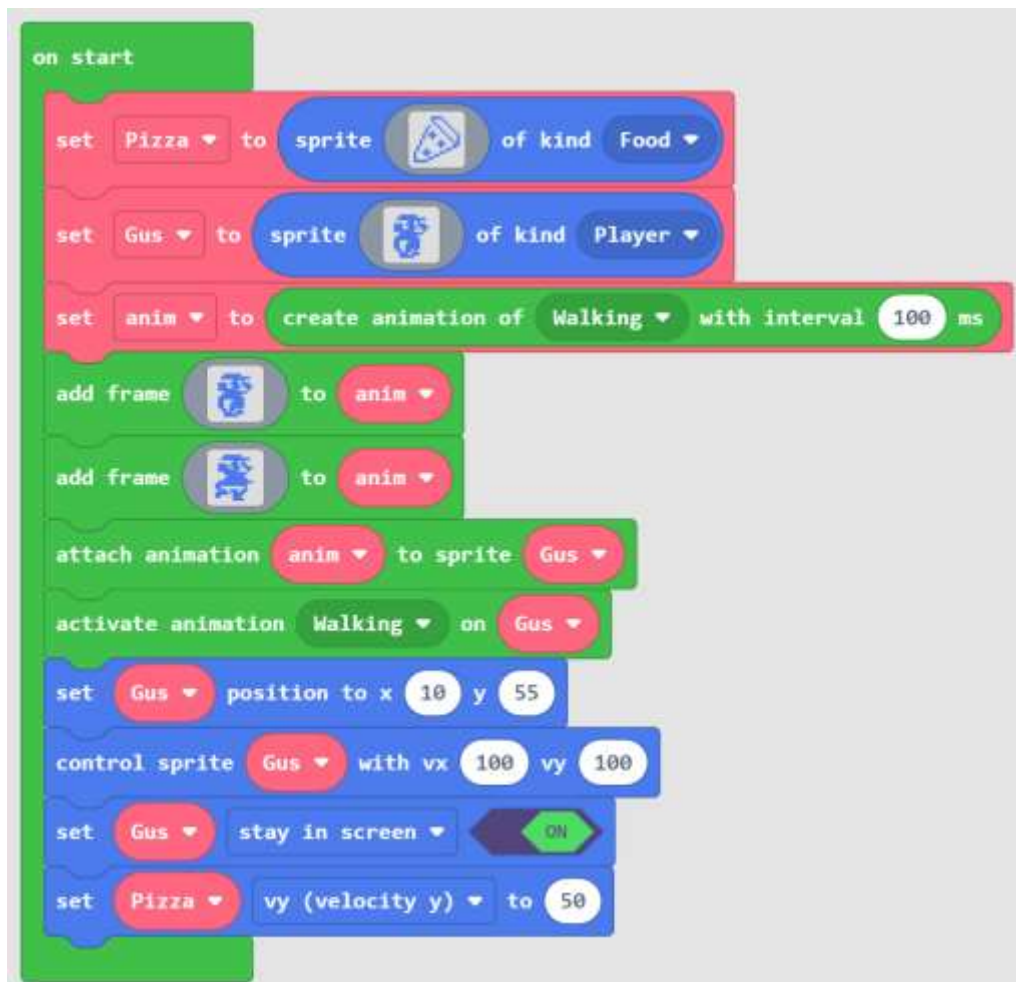 on start
set Pizza to sprite of kind Food
set Gus to sprite of kind Player
set anim to create animation of Walking with interval 100 ms
add frame to anim
add frame to anim
attach animation anim to sprite Gus
activate animation Walking on Gus
set Gus position to x 10 y 55
control sprite Gus with vx 100 vy 100
set Gus stay in screen ON
set Pizza vy (velocity y) to 50